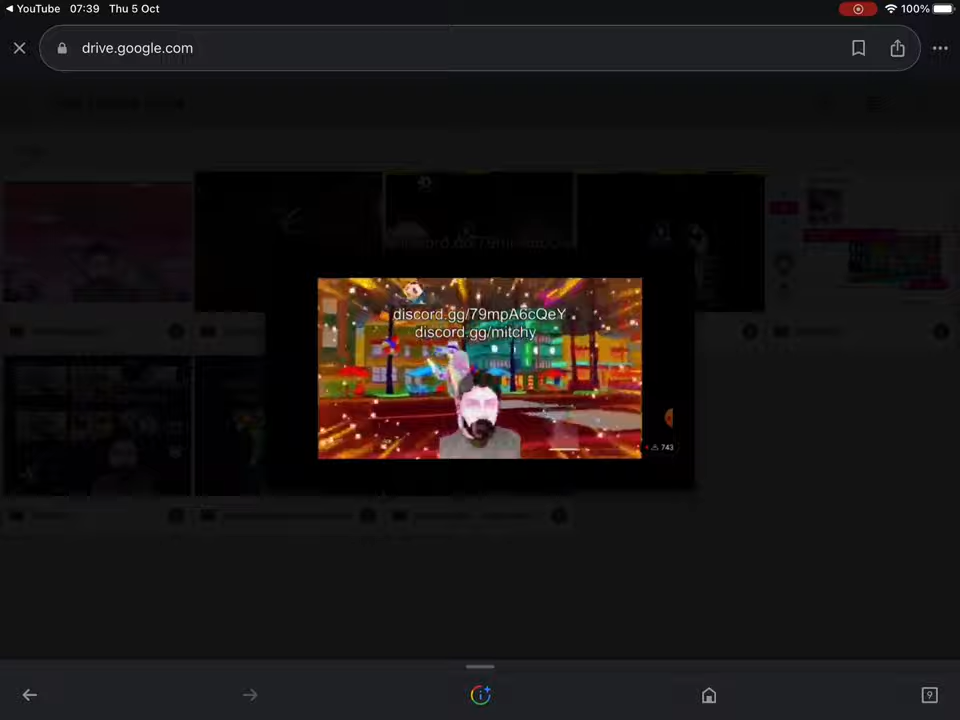 YouTube 07:39 Thu 5 Oct 100%
drive.google.com
discord.gg/79mpA6cQeY
discord.gg/mitchy
743
9